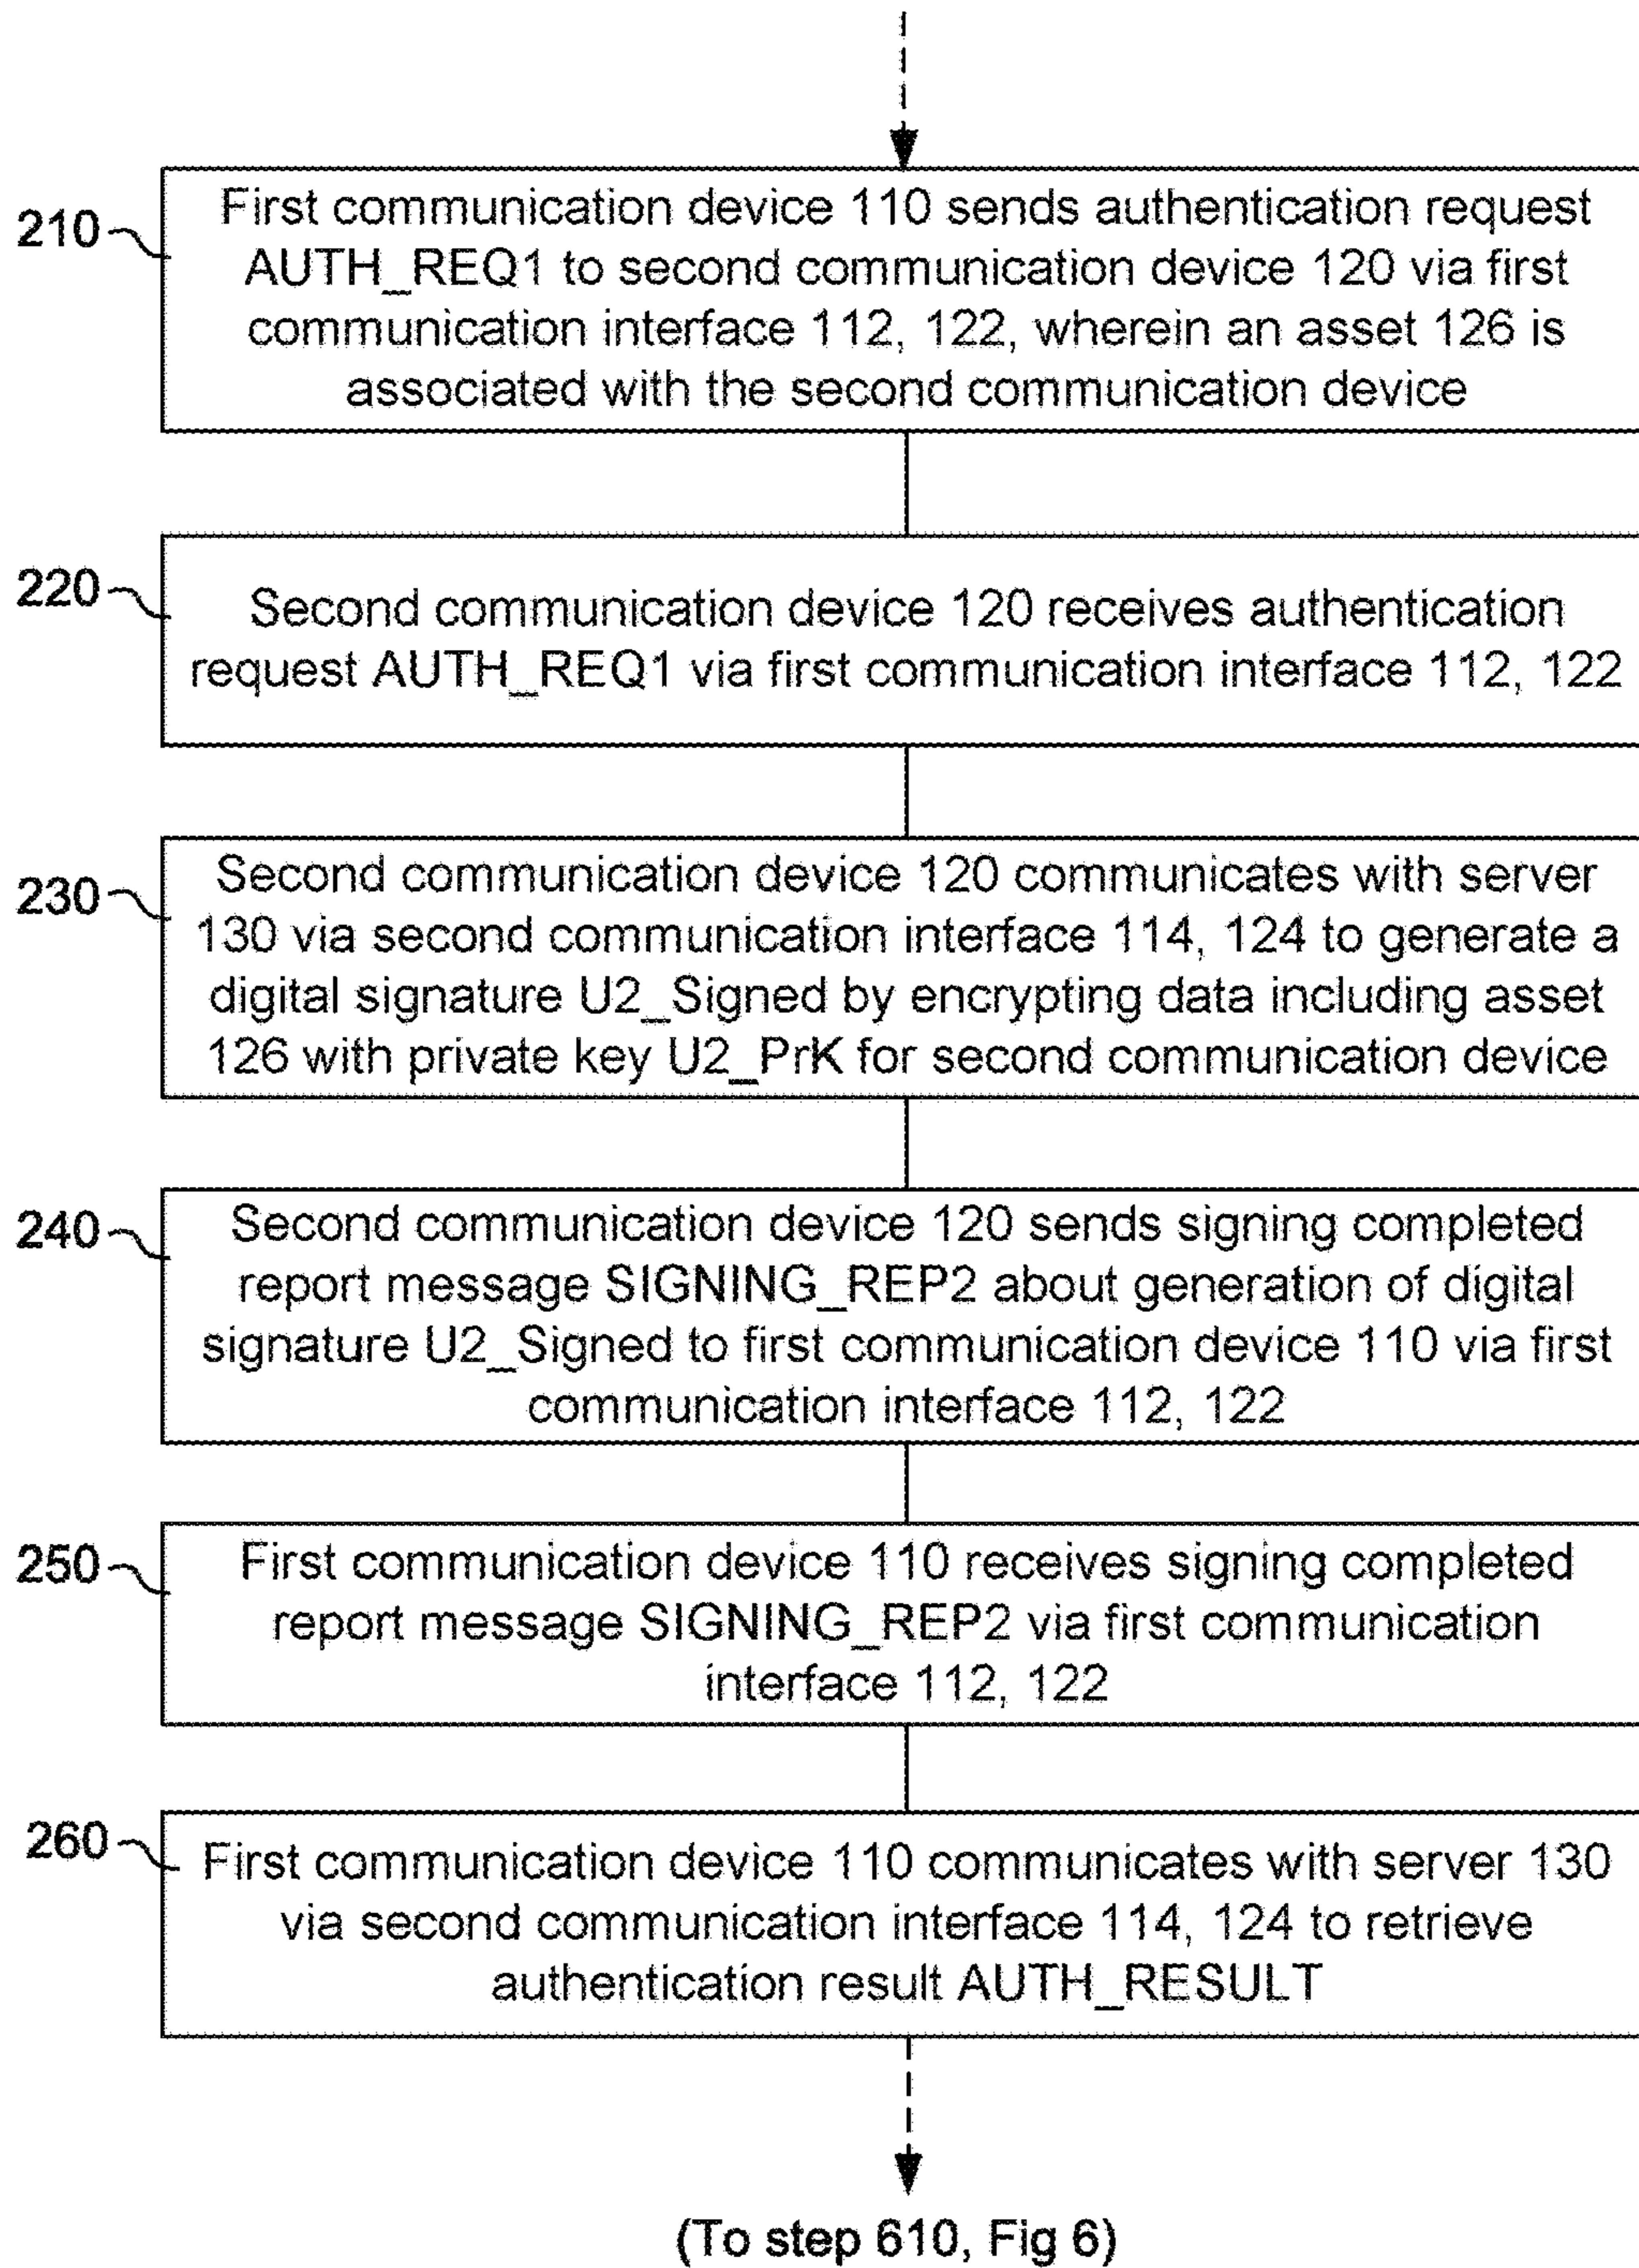 210
First communication device 110 sends authentication request
AUTH_REQ1 to second communication device 120 via first
communication interface 112, 122, wherein an asset 126 is
associated with the second communication device
220
Second communication device 120 receives authentication
request AUTH_REQ1 via first communication interface 112, 122
230
Second communication device 120 communicates with server
130 via second communication interface 114, 124 to generate a
digital signature U2_Signed by encrypting data including asset
126 with private key U2_PrK for second communication device
240
Second communication device 120 sends signing completed
report message SIGNING_REP2 about generation of digital
signature U2_Signed to first communication device 110 via first
communication interface 112, 122
250
First communication device 110 receives signing completed
report message SIGNING_REP2 via first communication
interface 112, 122
260
First communication device 110 communicates with server 130
via second communication interface 114, 124 to retrieve
authentication result AUTH_RESULT
(To step 610, Fig 6)